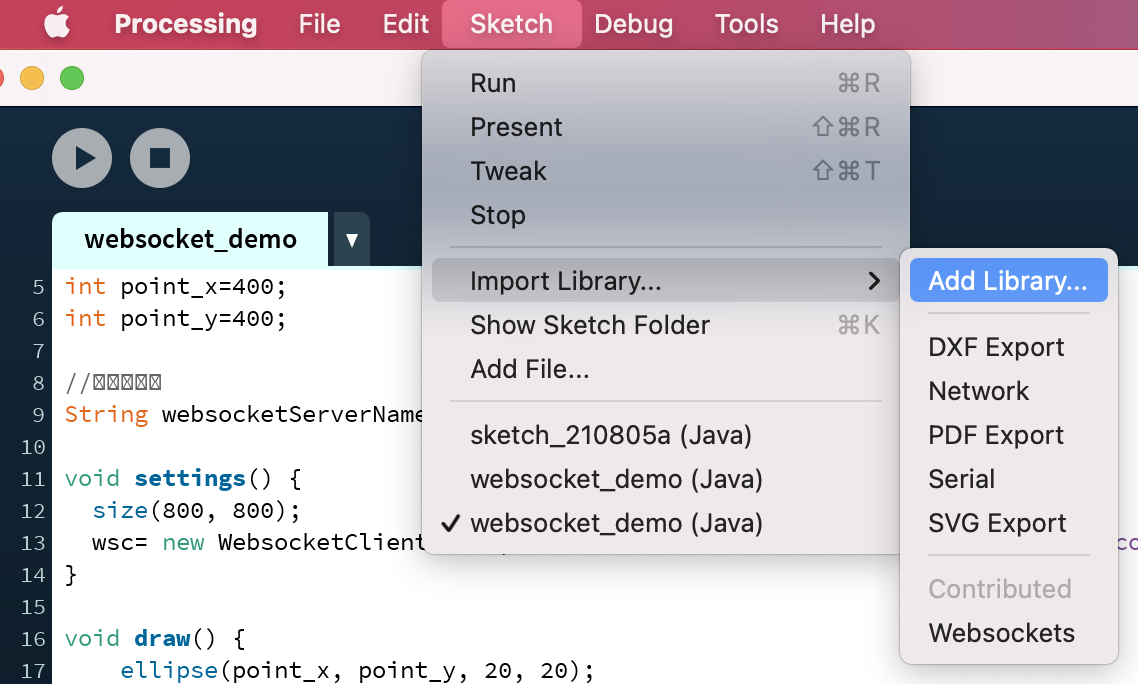 Processing File Edit Sketch Debug Tools Help
Run ⌘R
Present ⇧⌘R
Tweak ⇧⌘T
Stop
Import Library...
Show Sketch Folder ⌘K
Add File...
sketch_210805a (Java)
websocket_demo (Java)
✓ websocket_demo (Java)
Add Library...
DXF Export
Network
PDF Export
Serial
SVG Export
Contributed
Websockets
websocket_demo
5 int point_x=400;
6 int point_y=400;
7
8 //
9 String websocketServerName
10
11 void settings() {
12 size(800, 800);
13 wsc= new WebsocketClient co
14 }
15
16 void draw() {
17 ellipse(point_x, point_y, 20, 20);